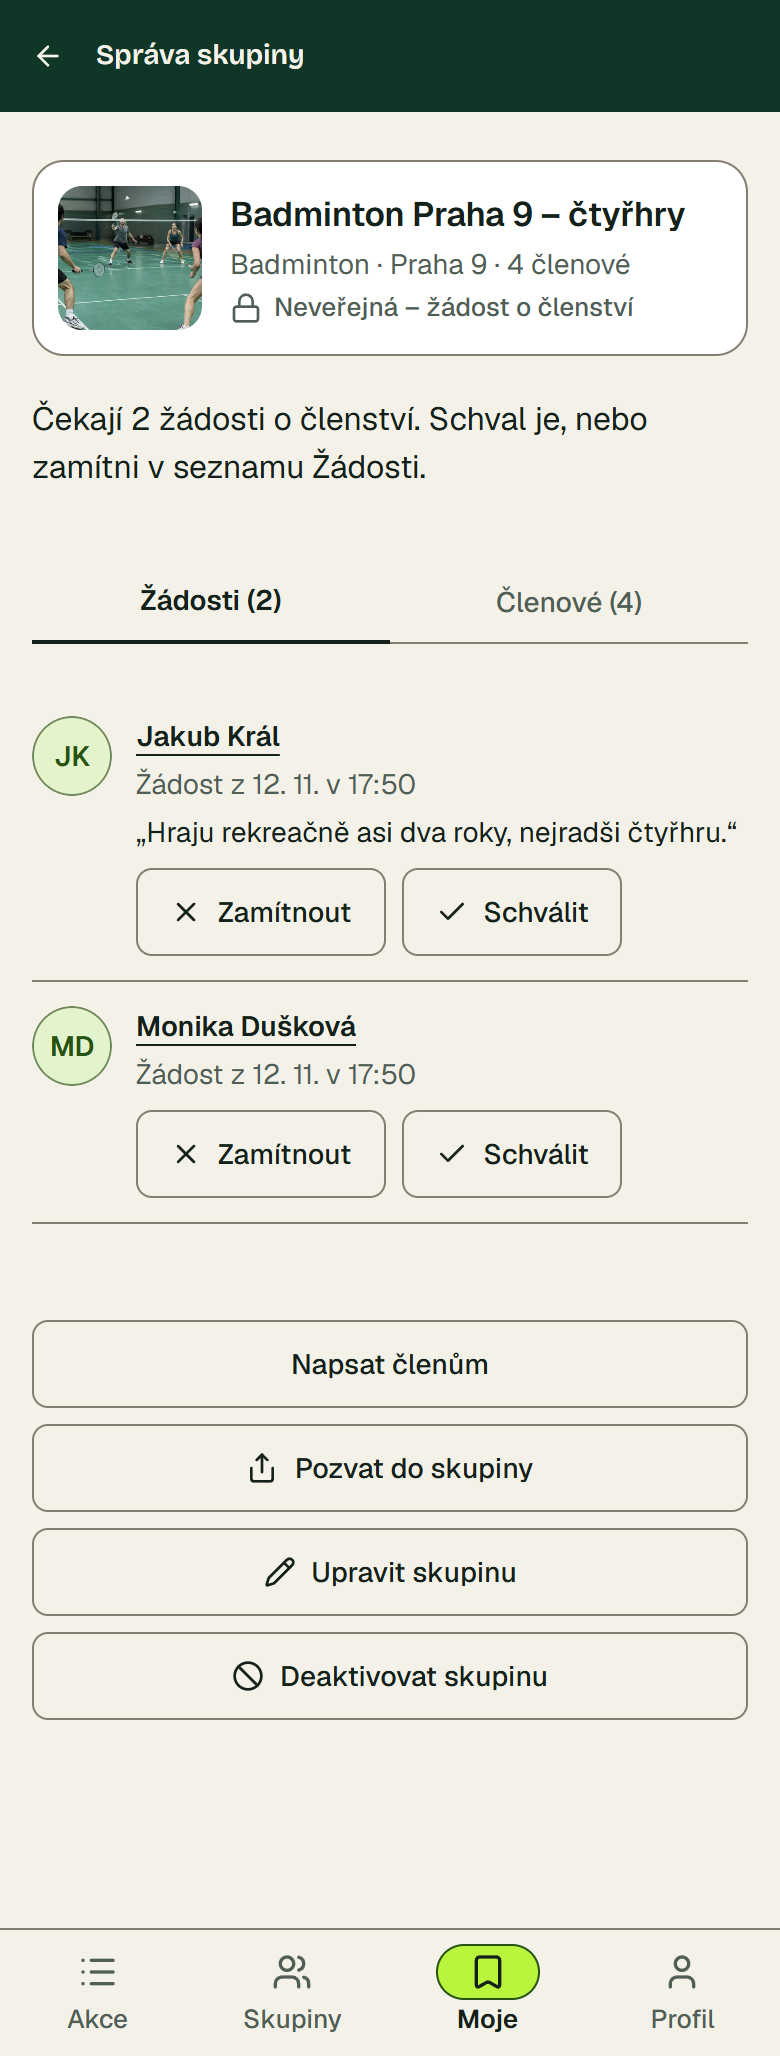 Správa skupiny
Badminton Praha 9 – čtyřhry
Badminton · Praha 9 · 4 členové
Neveřejná – žádost o členství
Čekají 2 žádosti o členství. Schval je, nebo
zamítni v seznamu Žádosti.
Žádosti (2)
Členové (4)
JK
Jakub Král
Žádost z 12. 11. v 17:50
„Hraju rekreačně asi dva roky, nejradši čtyřhru.“
Zamítnout
Schválit
MD
Monika Dušková
Žádost z 12. 11. v 17:50
Zamítnout
Schválit
Napsat členům
Pozvat do skupiny
Upravit skupinu
Deaktivovat skupinu
Akce
Skupiny
Moje
Profil